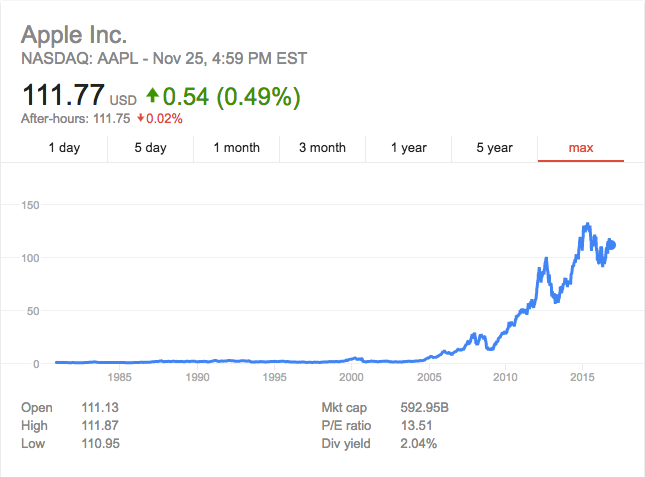 Apple Inc.
NASDAQ: AAPL - Nov 25, 4:59 PM EST
111.77 USD 0.54 (0.49%)
After-hours: 111.75 0.02%
1 day 5 day 1 month 3 month 1 year 5 year max
150
100
50
0
1985 1990 1995 2000 2005 2010 2015
Open 111.13 Mkt cap 592.95B
High 111.87 P/E ratio 13.51
Low 110.95 Div yield 2.04%